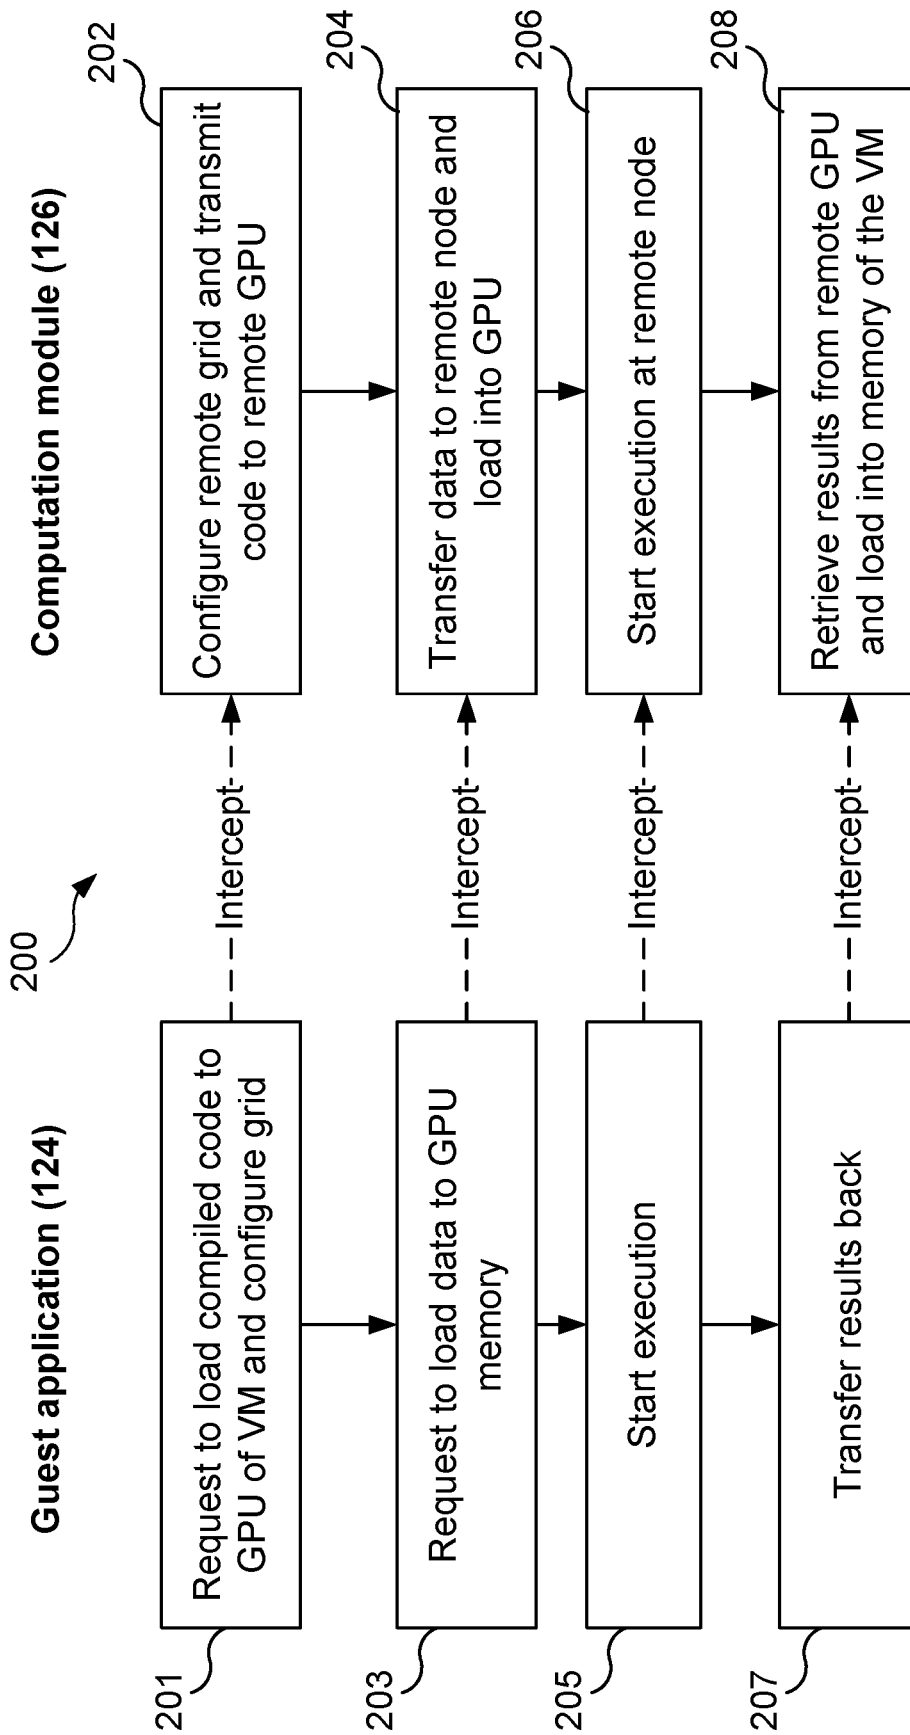 200
Guest application (124)
Computation module (126)
201
Request to load compiled code to
GPU of VM and configure grid
Intercept
202
Configure remote grid and transmit
code to remote GPU
203
Request to load data to GPU
memory
Intercept
204
Transfer data to remote node and
load into GPU
205
Start execution
Intercept
206
Start execution at remote node
207
Transfer results back
Intercept
208
Retrieve results from remote GPU
and load into memory of the VM